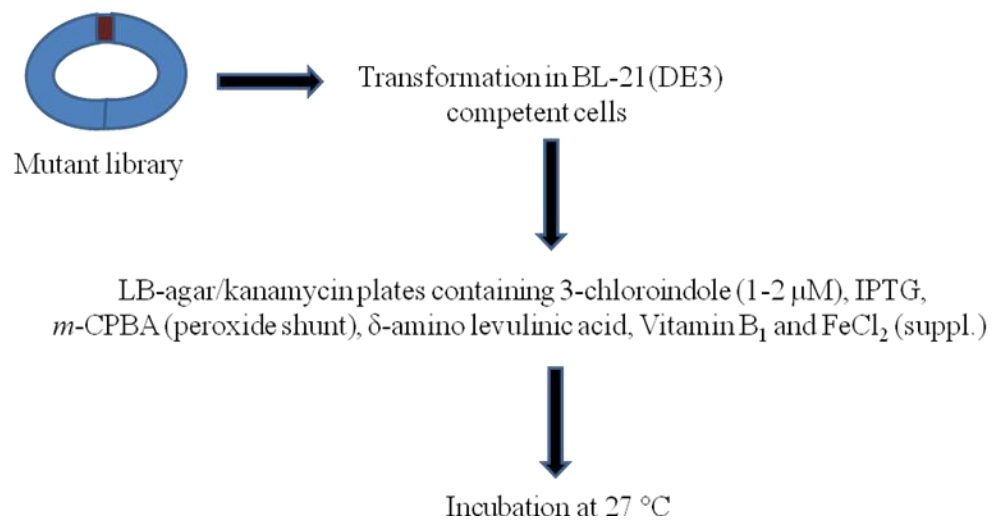 Transformation in BL-21(DE3)
competent cells
Mutant library
LB-agar/kanamycin plates containing 3-chloroindole (1-2 μM), IPTG,
m-CPBA (peroxide shunt), δ-amino levulinic acid, Vitamin B₁ and FeCl₂ (suppl.)
Incubation at 27 °C